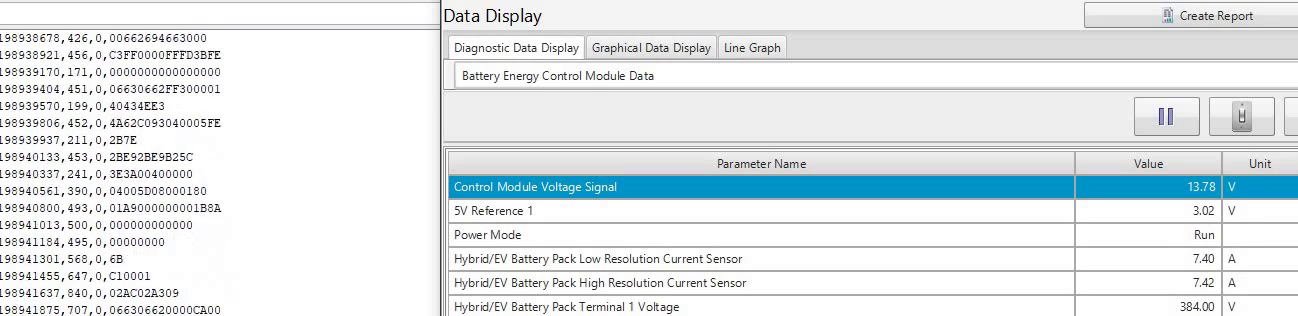 198938678,426,0,00662694663000
198938921,456,0,C3FF0000FFFD3BFE
198939170,171,0,0000000000000000
198939404,451,0,06630662FF300001
198939570,199,0,40434EE3
198939806,452,0,4A62C093040005FE
198939937,211,0,2B7E
198940133,453,0,2BE92BE9B25C
198940337,241,0,3E3A00400000
198940561,390,0,04005D08000180
198940800,493,0,01A9000000001B8A
198941013,500,0,000000000000
198941184,495,0,00000000
198941301,568,0,6B
198941455,647,0,C10001
198941637,840,0,02AC02A309
198941875,707,0,066306620000CA00
Data Display
Create Report
Diagnostic Data Display Graphical Data Display Line Graph
Battery Energy Control Module Data
Parameter Name Value Unit
Control Module Voltage Signal 13.78 V
5V Reference 1 3.02 V
Power Mode Run
Hybrid/EV Battery Pack Low Resolution Current Sensor 7.40 A
Hybrid/EV Battery Pack High Resolution Current Sensor 7.42 A
Hybrid/EV Battery Pack Terminal 1 Voltage 384.00 V